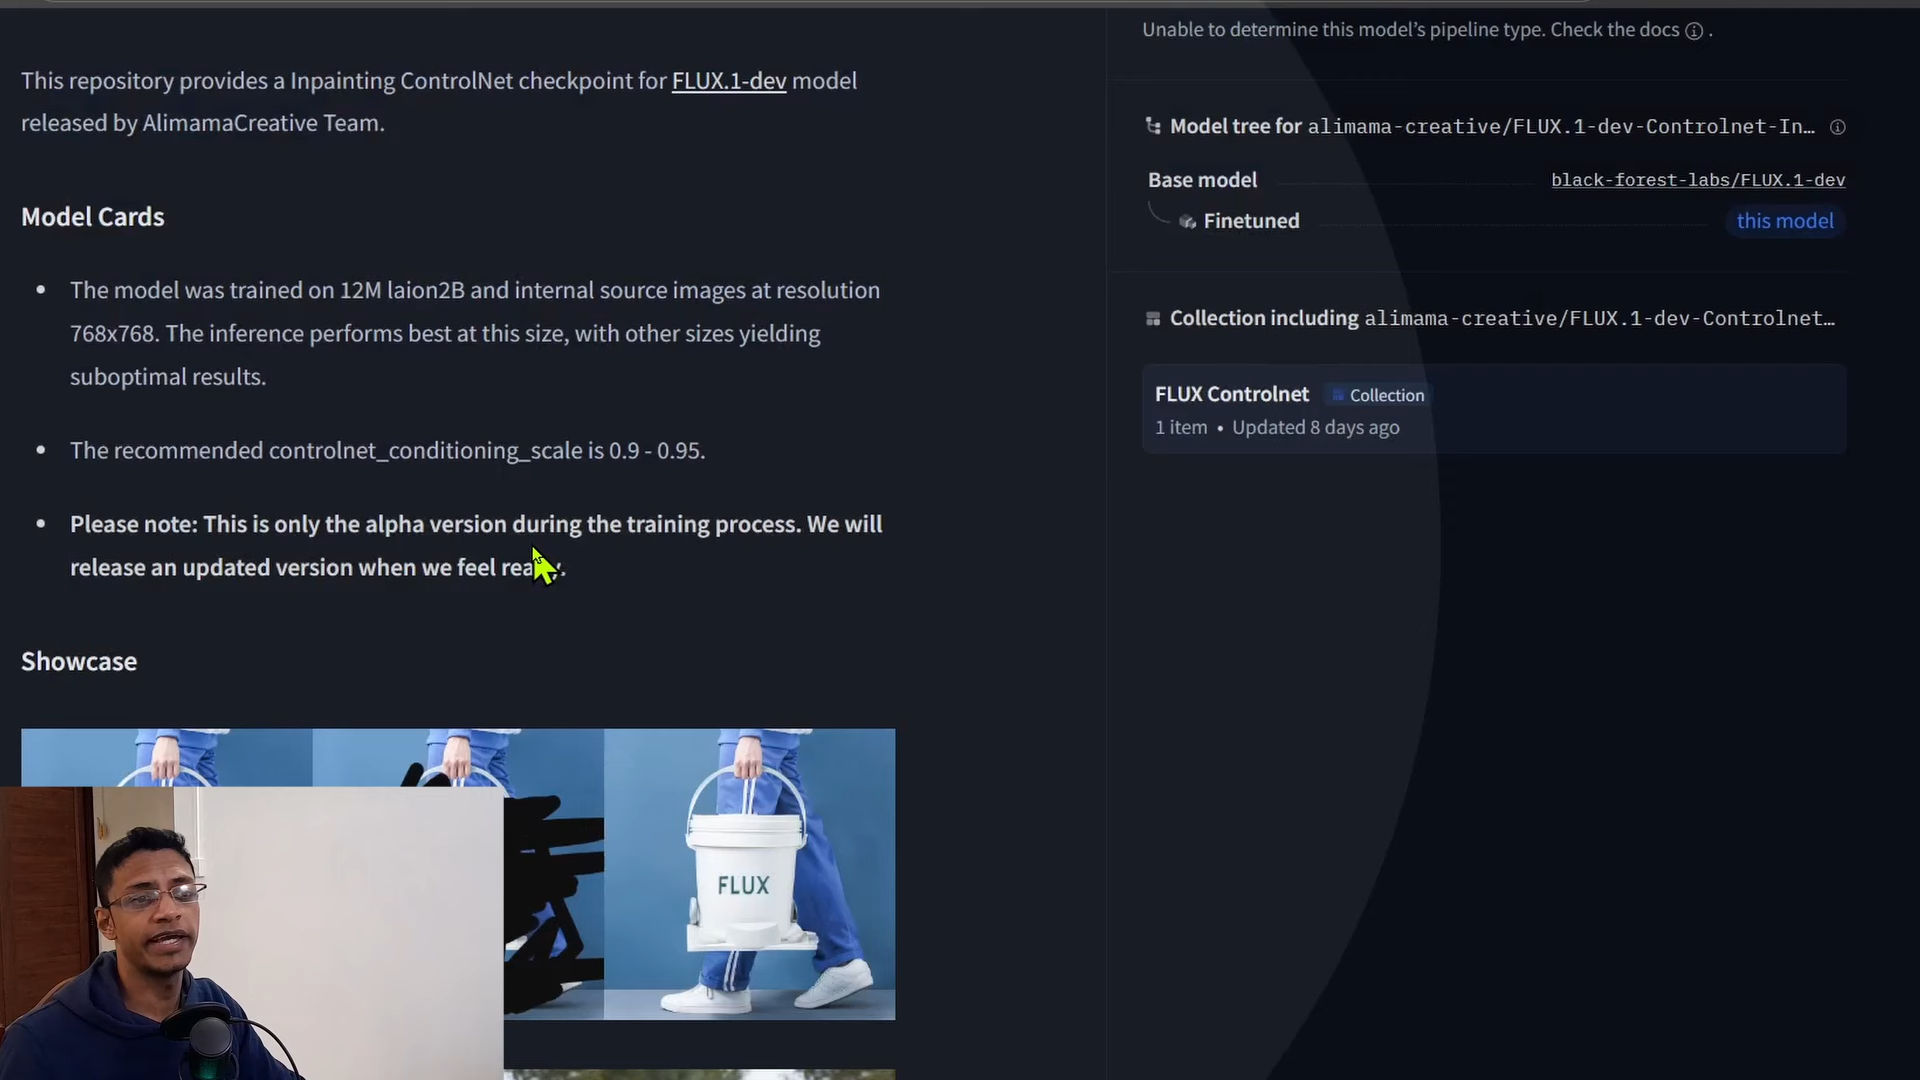 Unable to determine this model's pipeline type. Check the docs .
This repository provides a Inpainting ControlNet checkpoint for FLUX.1-dev model
released by AlimamaCreative Team.
Model Cards
• The model was trained on 12M laion2B and internal source images at resolution
768x768. The inference performs best at this size, with other sizes yielding
suboptimal results.
• The recommended controlnet_conditioning_scale is 0.9 - 0.95.
• Please note: This is only the alpha version during the training process. We will
release an updated version when we feel
Showcase
FLUX
Model tree for alimama-creative/FLUX.1-dev-Controlnet-In…
Base model black-forest-labs/FLUX.1-dev
Finetuned this model
Collection including alimama-creative/FLUX.1-dev-Controlnet…
FLUX Controlnet Collection
1 item • Updated 8 days ago